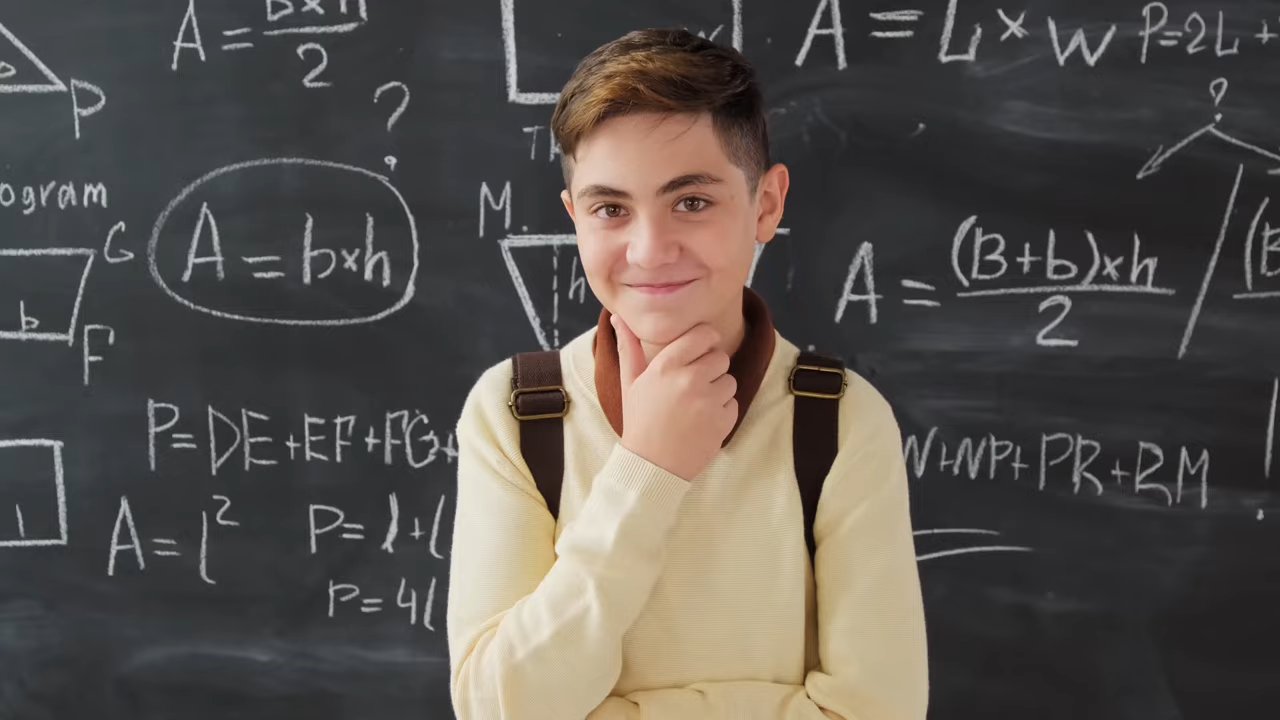 A = b×h / 2
A = L × W
P=2L +
P
?
?
ogram
G
A = b×h
M
h
A = (B+b)×h / 2
b
F
P=DE+EF+FG+
N+NP+PR+RM
l
A=l²
P=l+l
P=4l